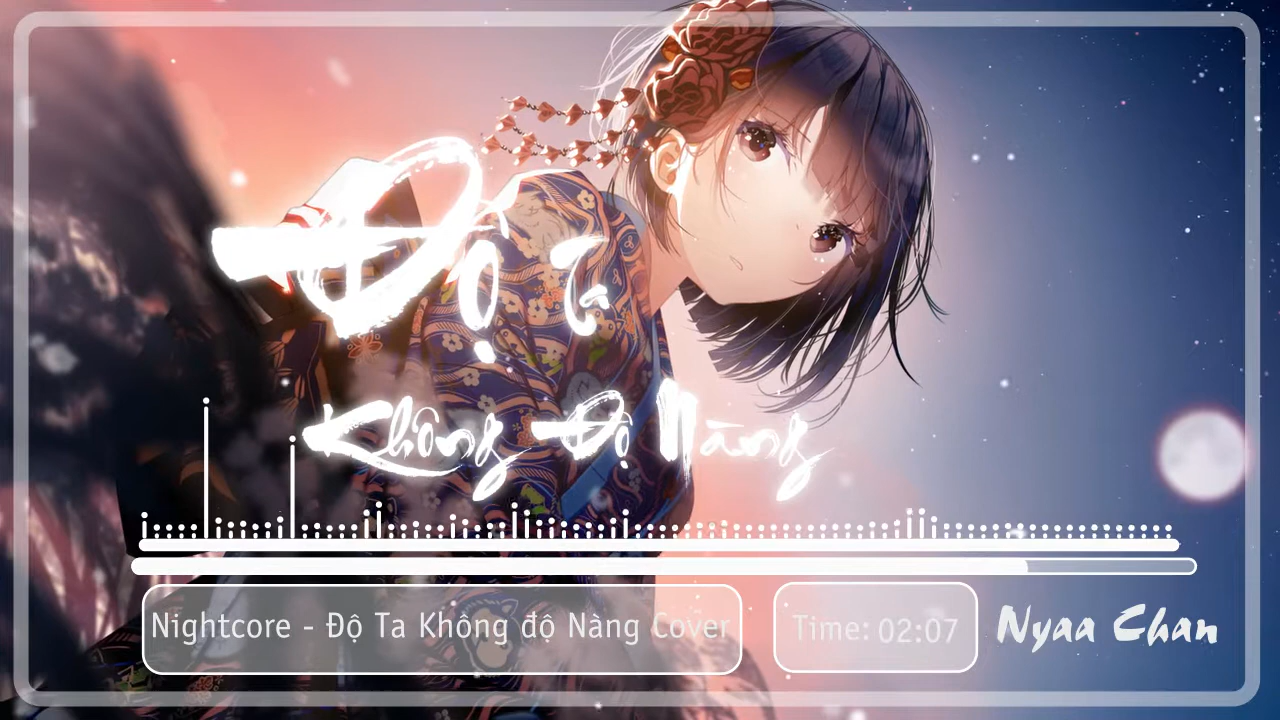 Độ Ta
Không Độ Nàng
Nightcore - Độ Ta Không độ Nàng Cover
Time: 02:07
Nyaa Chan